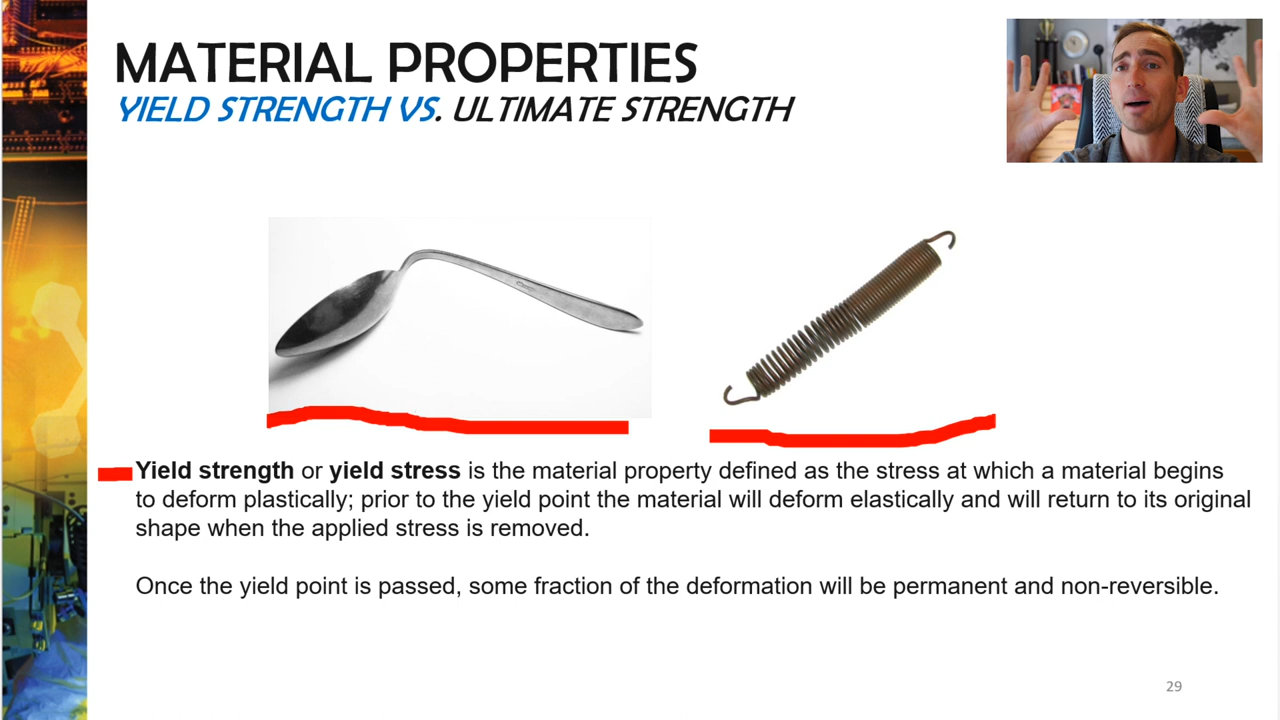 MATERIAL PROPERTIES
YIELD STRENGTH VS. ULTIMATE STRENGTH
Yield strength or yield stress is the material property defined as the stress at which a material begins
to deform plastically; prior to the yield point the material will deform elastically and will return to its original
shape when the applied stress is removed.
Once the yield point is passed, some fraction of the deformation will be permanent and non-reversible.
29